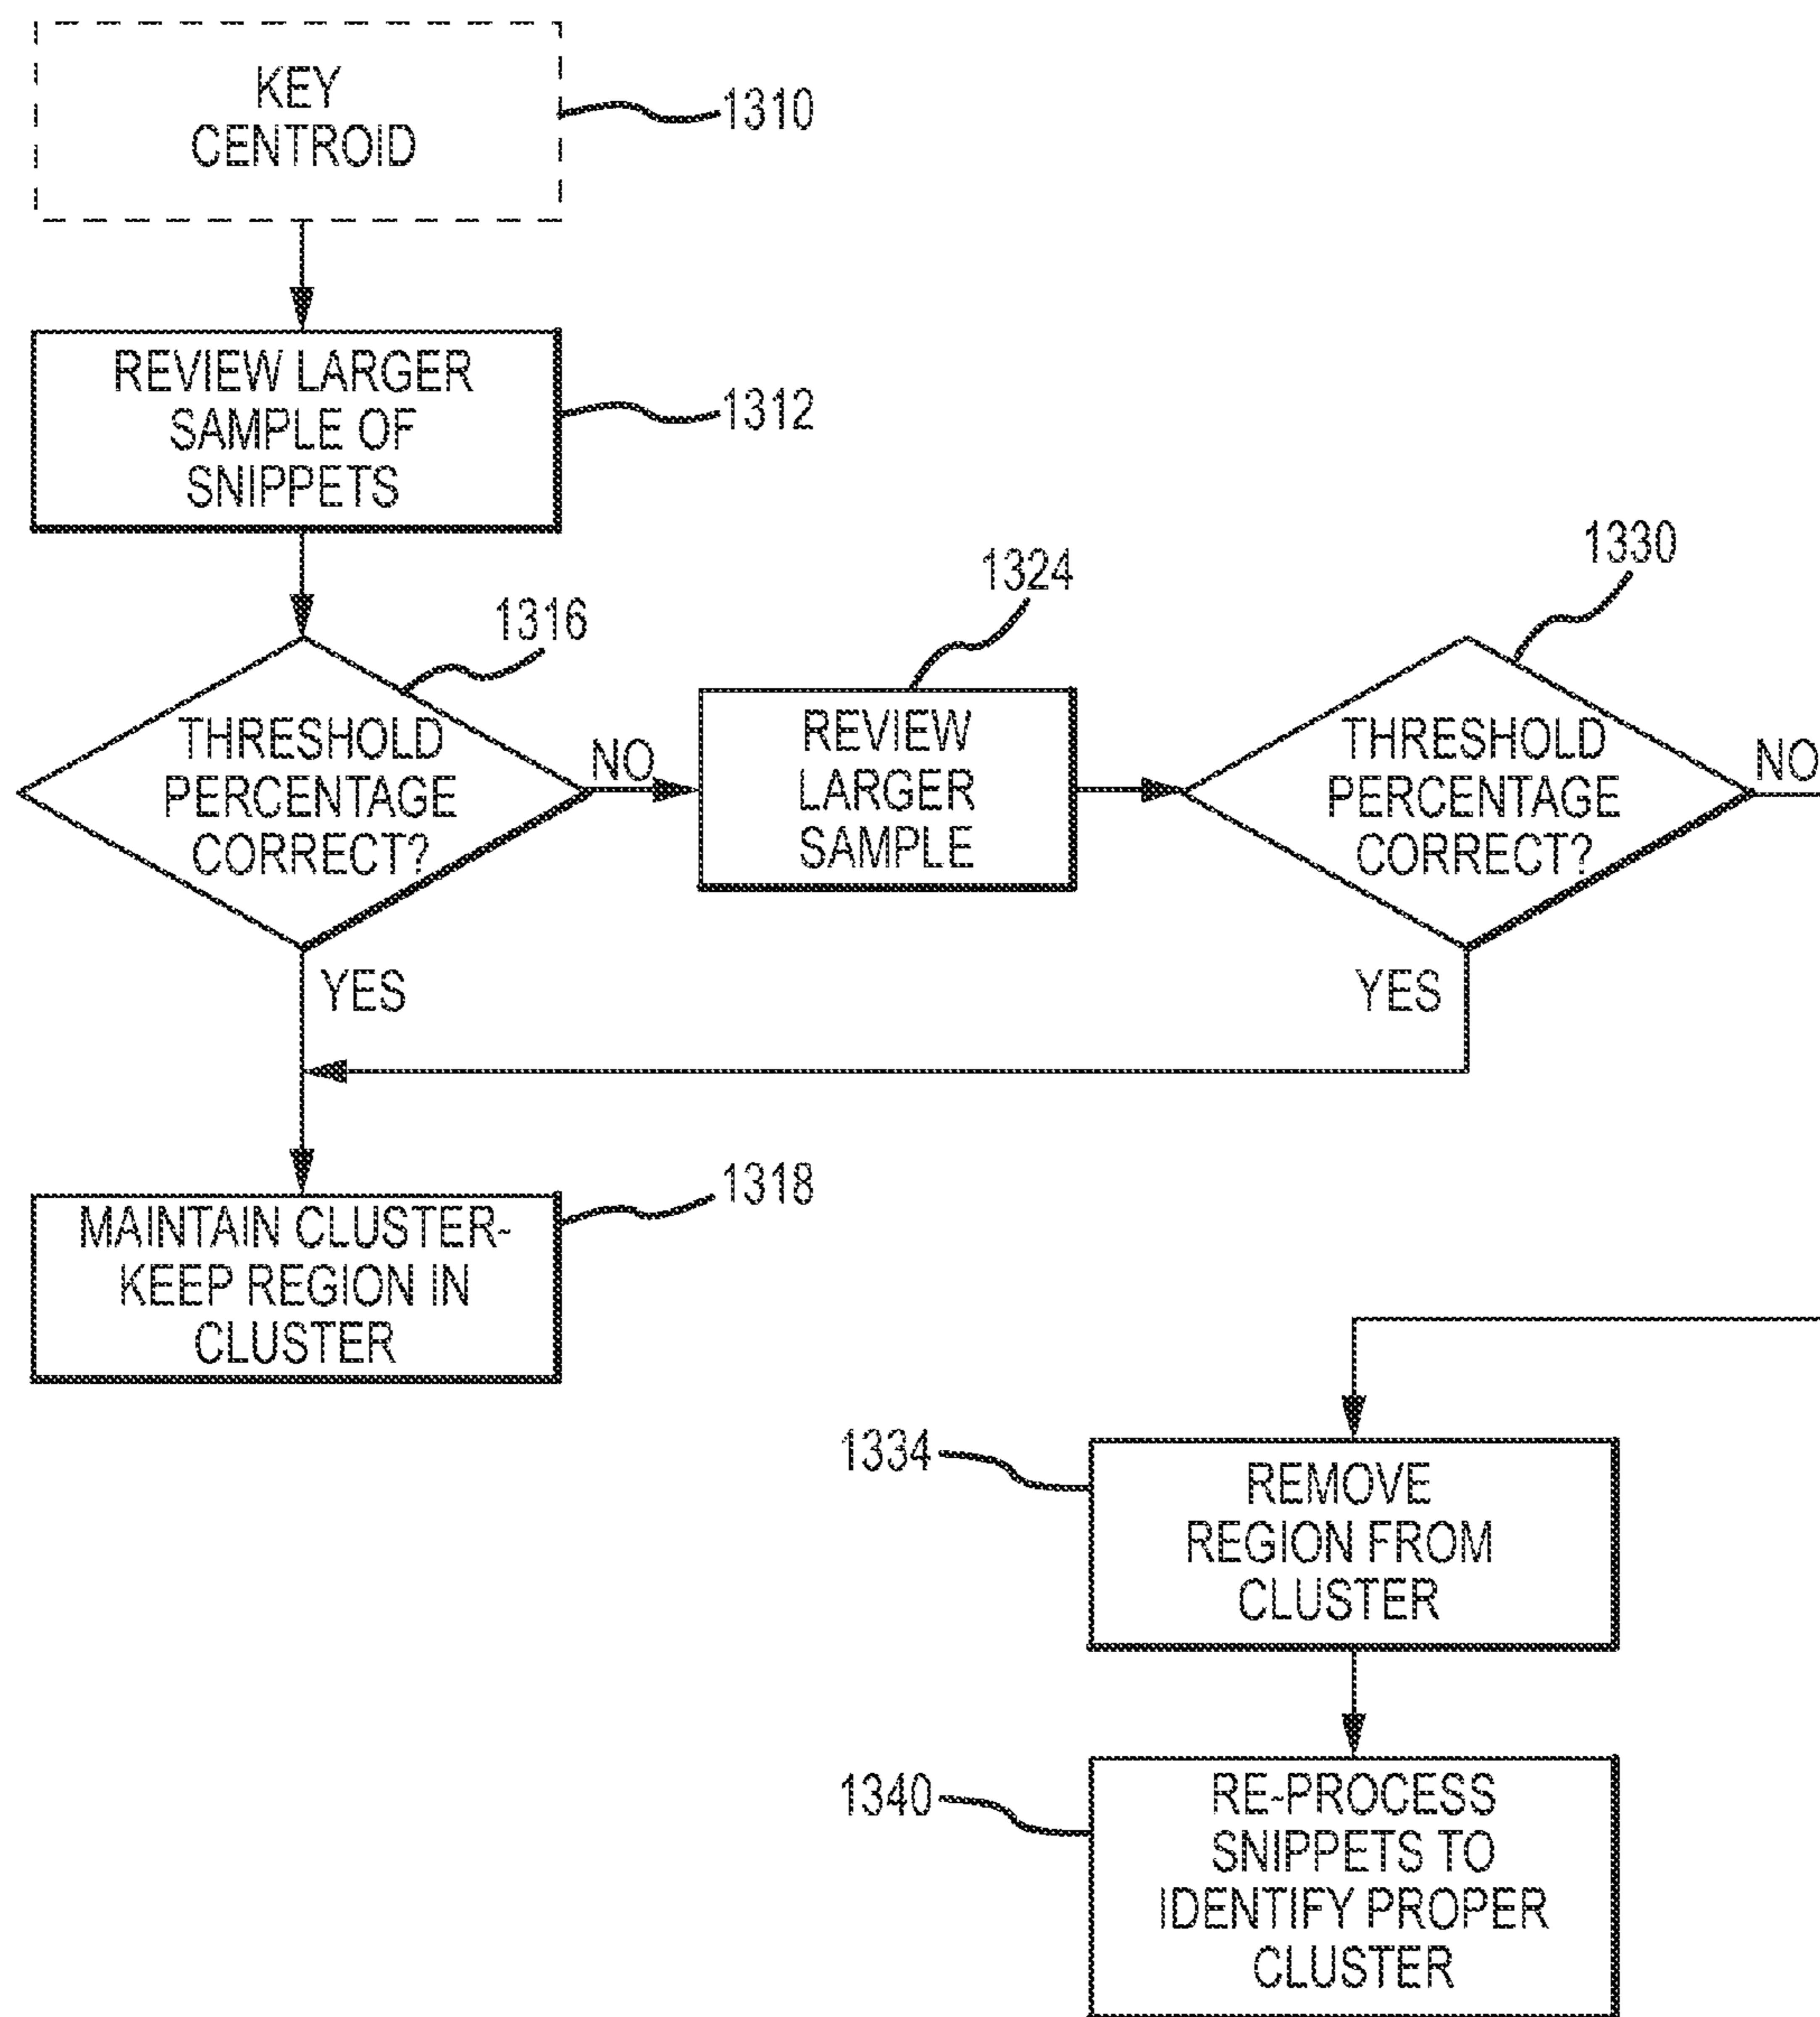 KEY
CENTROID
1310
REVIEW LARGER
SAMPLE OF
SNIPPETS
1312
1316
THRESHOLD
PERCENTAGE
CORRECT?
NO
YES
1324
REVIEW
LARGER
SAMPLE
1330
THRESHOLD
PERCENTAGE
CORRECT?
NO
YES
1318
MAINTAIN CLUSTER-
KEEP REGION IN
CLUSTER
1334
REMOVE
REGION FROM
CLUSTER
1340
RE-PROCESS
SNIPPETS TO
IDENTIFY PROPER
CLUSTER